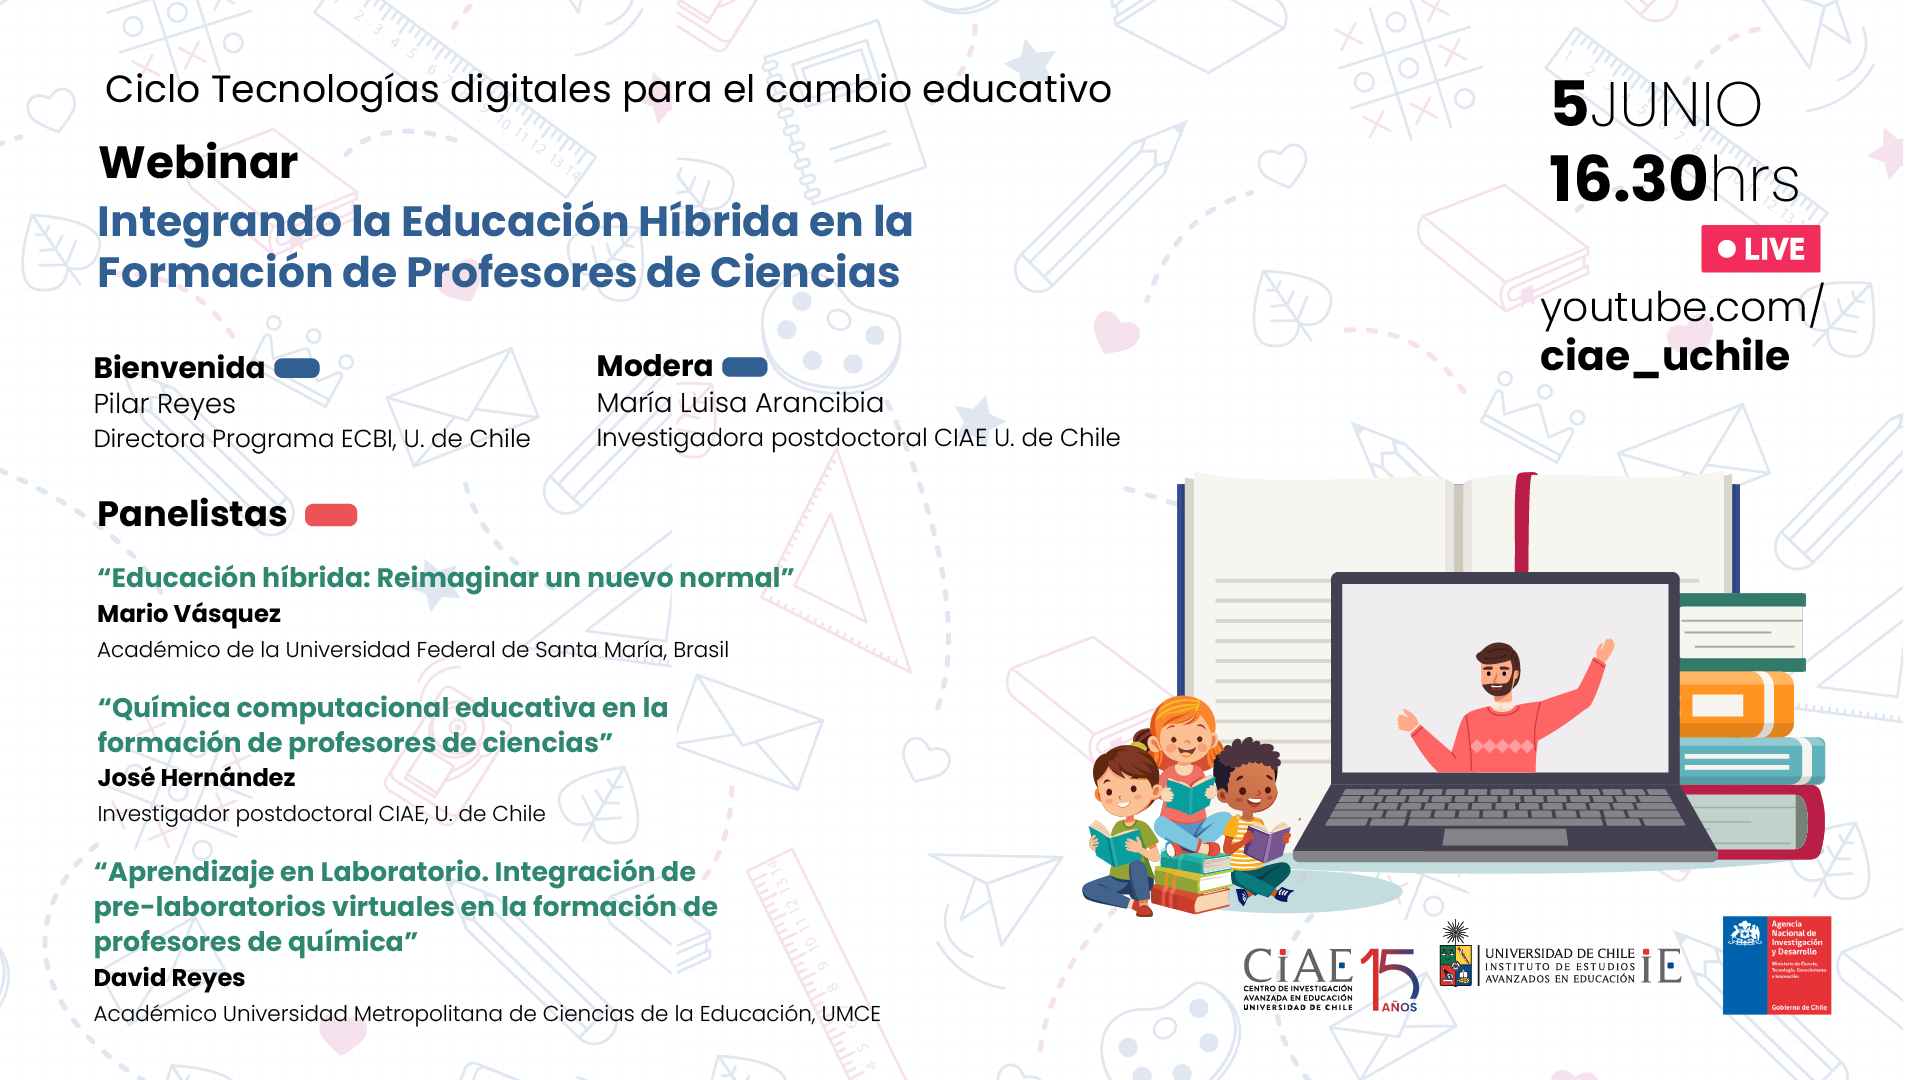 Ciclo Tecnologías digitales para el cambio educativo
Webinar
Integrando la Educación Híbrida en la
Formación de Profesores de Ciencias
5 JUNIO
16.30hrs
LIVE
youtube.com/
ciae_uchile
Bienvenida
Pilar Reyes
Directora Programa ECBI, U. de Chile
Modera
María Luisa Arancibia
Investigadora postdoctoral CIAE U. de Chile
Panelistas
“Educación híbrida: Reimaginar un nuevo normal”
Mario Vásquez
Académico de la Universidad Federal de Santa María, Brasil
“Química computacional educativa en la
formación de profesores de ciencias”
José Hernández
Investigador postdoctoral CIAE, U. de Chile
“Aprendizaje en Laboratorio. Integración de
pre-laboratorios virtuales en la formación de
profesores de química”
David Reyes
Académico Universidad Metropolitana de Ciencias de la Educación, UMCE
CiAE
CENTRO DE INVESTIGACIÓN
AVANZADA EN EDUCACIÓN
UNIVERSIDAD DE CHILE
15
AÑOS
UNIVERSIDAD DE CHILE
INSTITUTO DE ESTUDIOS
AVANZADOS EN EDUCACIÓN
iE
Agencia
Nacional de
Investigación
y Desarrollo
Ministerio de Ciencia,
Tecnología, Conocimiento
e Innovación
Gobierno de Chile